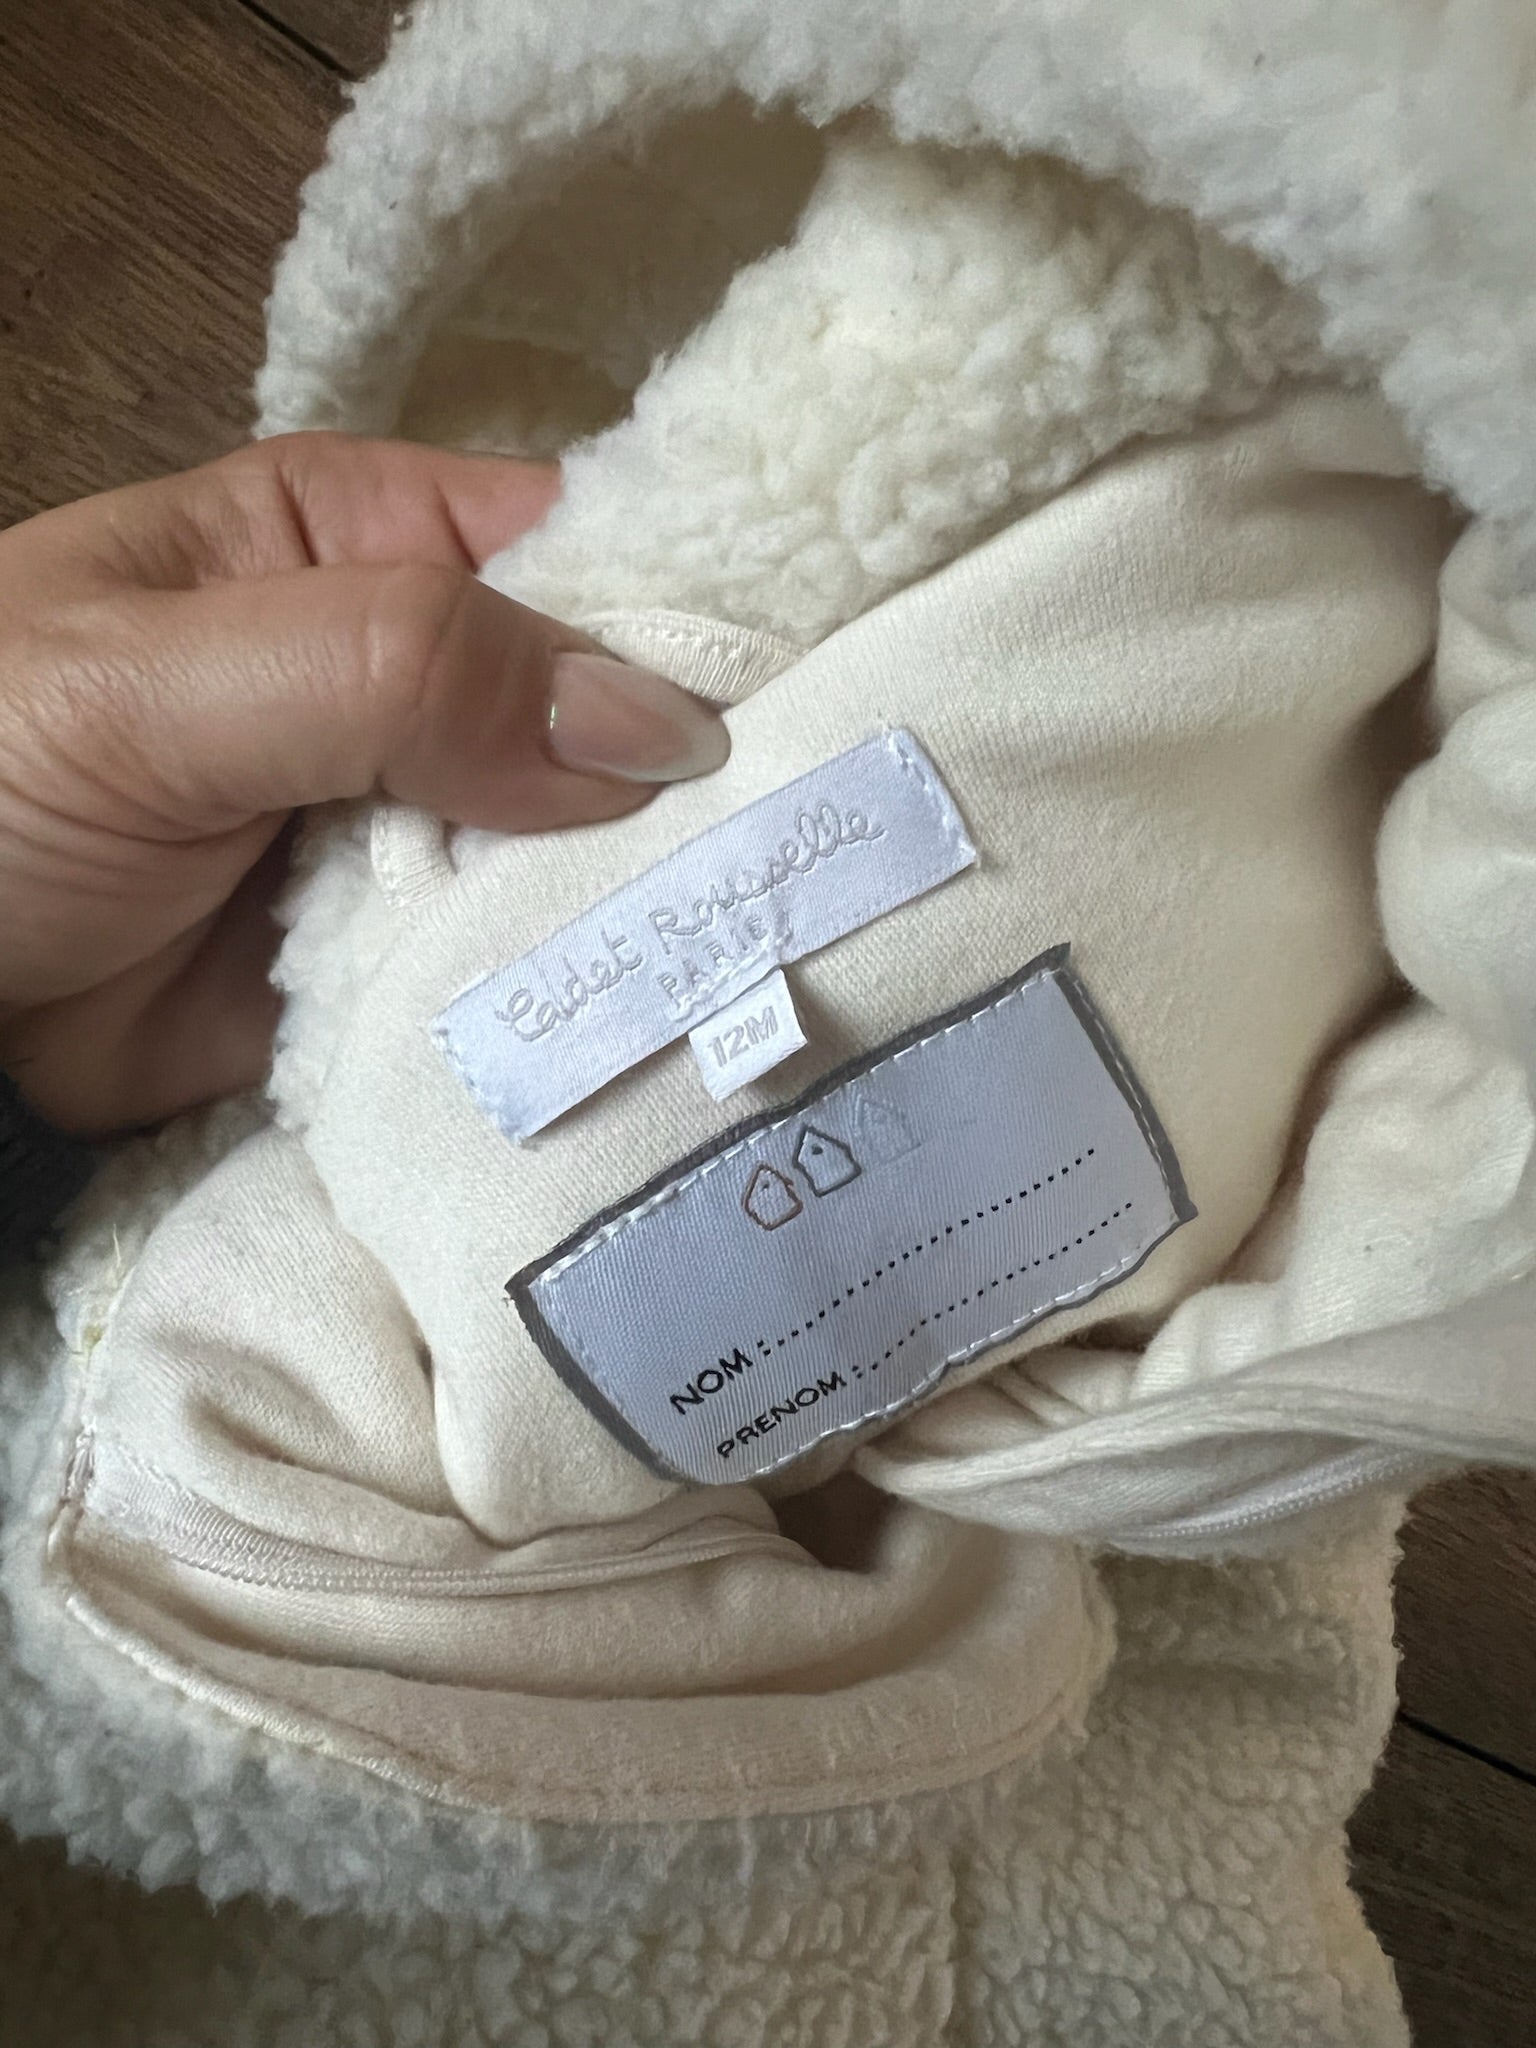 Cadet Rousselle
PARIS
12M
NOM :....................
PRENOM :....................